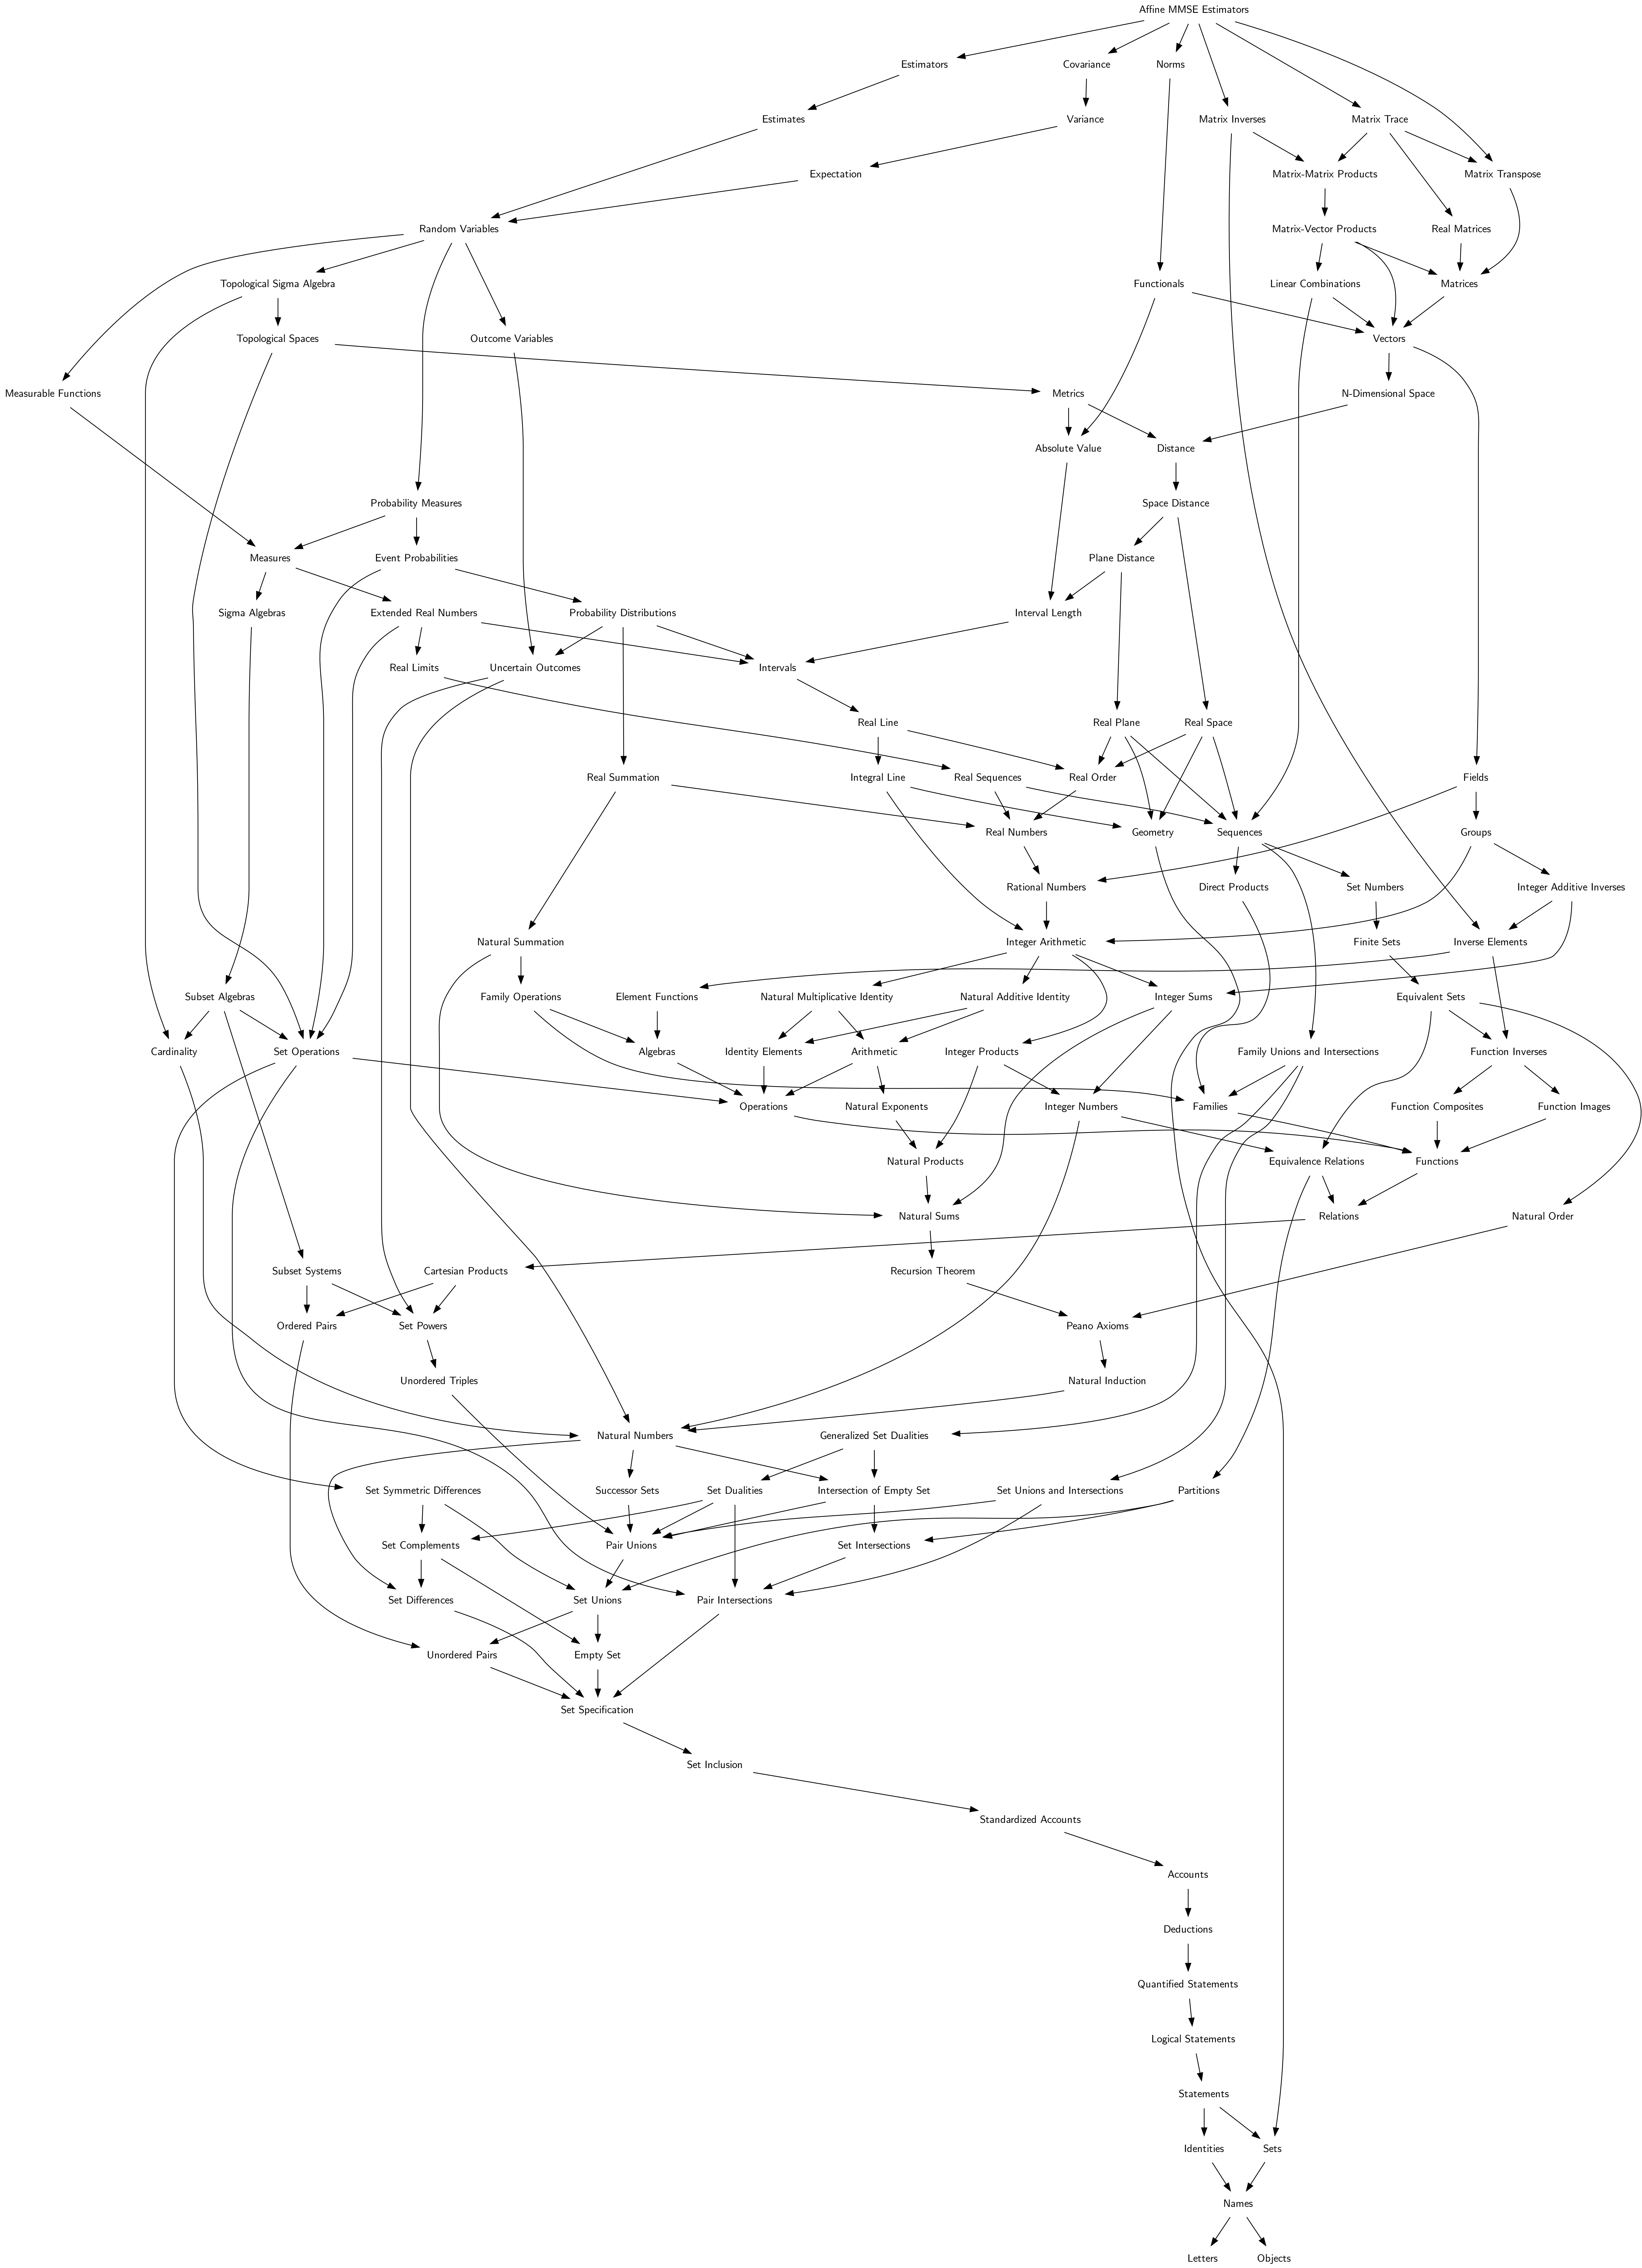 Affine MMSE Estimators
Estimators
Covariance
Norms
Estimates
Variance
Matrix Inverses
Matrix Trace
Expectation
Matrix-Matrix Products
Matrix Transpose
Random Variables
Matrix-Vector Products
Real Matrices
Topological Sigma Algebra
Functionals
Linear Combinations
Matrices
Topological Spaces
Outcome Variables
Vectors
Measurable Functions
Metrics
N-Dimensional Space
Absolute Value
Distance
Probability Measures
Space Distance
Measures
Event Probabilities
Plane Distance
Sigma Algebras
Extended Real Numbers
Probability Distributions
Interval Length
Real Limits
Uncertain Outcomes
Intervals
Real Line
Real Plane
Real Space
Real Summation
Integral Line
Real Sequences
Real Order
Fields
Real Numbers
Geometry
Sequences
Groups
Rational Numbers
Direct Products
Set Numbers
Integer Additive Inverses
Natural Summation
Integer Arithmetic
Finite Sets
Inverse Elements
Subset Algebras
Family Operations
Element Functions
Natural Multiplicative Identity
Natural Additive Identity
Integer Sums
Equivalent Sets
Cardinality
Set Operations
Algebras
Identity Elements
Arithmetic
Integer Products
Family Unions and Intersections
Function Inverses
Operations
Natural Exponents
Integer Numbers
Families
Function Composites
Function Images
Natural Products
Equivalence Relations
Functions
Natural Sums
Relations
Natural Order
Subset Systems
Cartesian Products
Recursion Theorem
Ordered Pairs
Set Powers
Peano Axioms
Unordered Triples
Natural Induction
Natural Numbers
Generalized Set Dualities
Set Symmetric Differences
Successor Sets
Set Dualities
Intersection of Empty Set
Set Unions and Intersections
Partitions
Set Complements
Pair Unions
Set Intersections
Set Differences
Set Unions
Pair Intersections
Unordered Pairs
Empty Set
Set Specification
Set Inclusion
Standardized Accounts
Accounts
Deductions
Quantified Statements
Logical Statements
Statements
Identities
Sets
Names
Letters
Objects